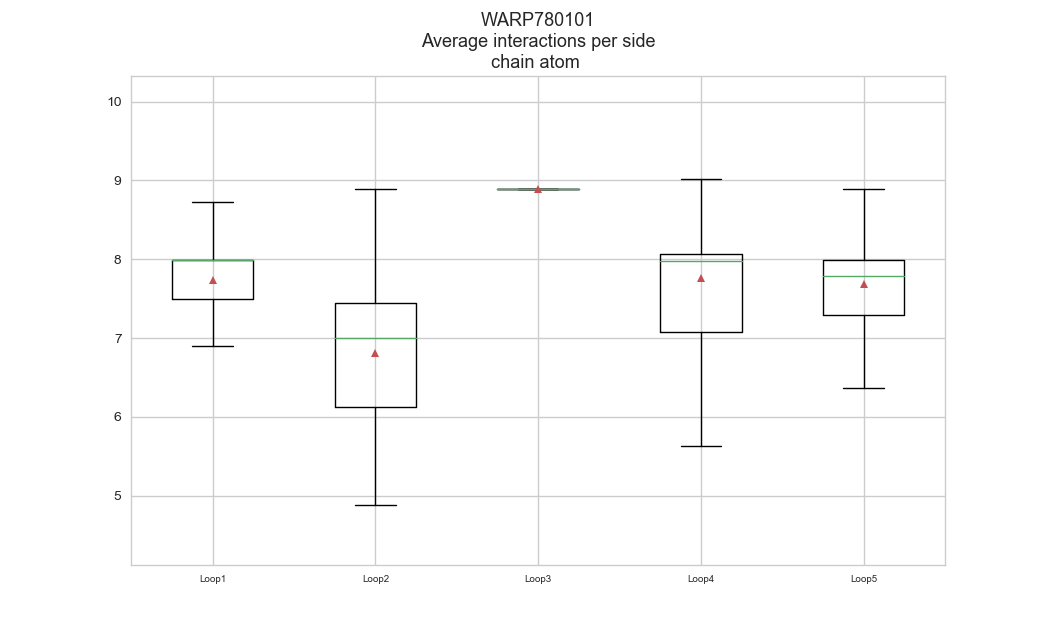 WARP780101
Average interactions per side
chain atom
10
9
8
7
6
5
Loop1
Loop2
Loop3
Loop4
Loop5